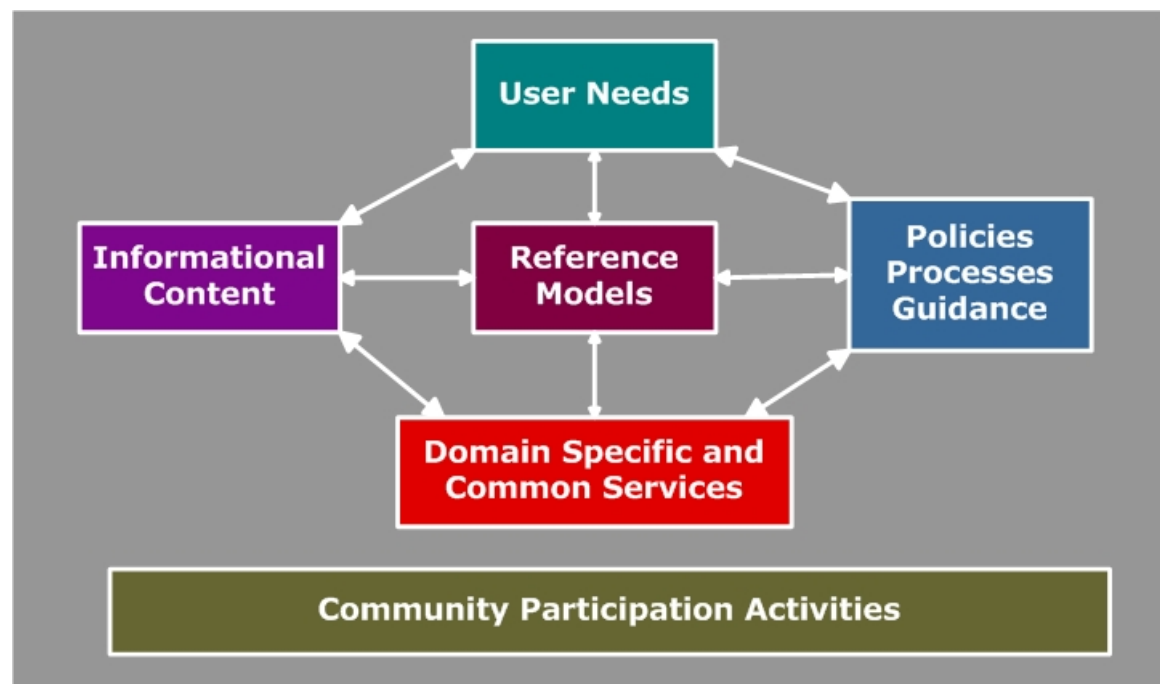 User Needs
Informational
Content
Reference
Models
Policies
Processes
Guidance
Domain Specific and
Common Services
Community Participation Activities